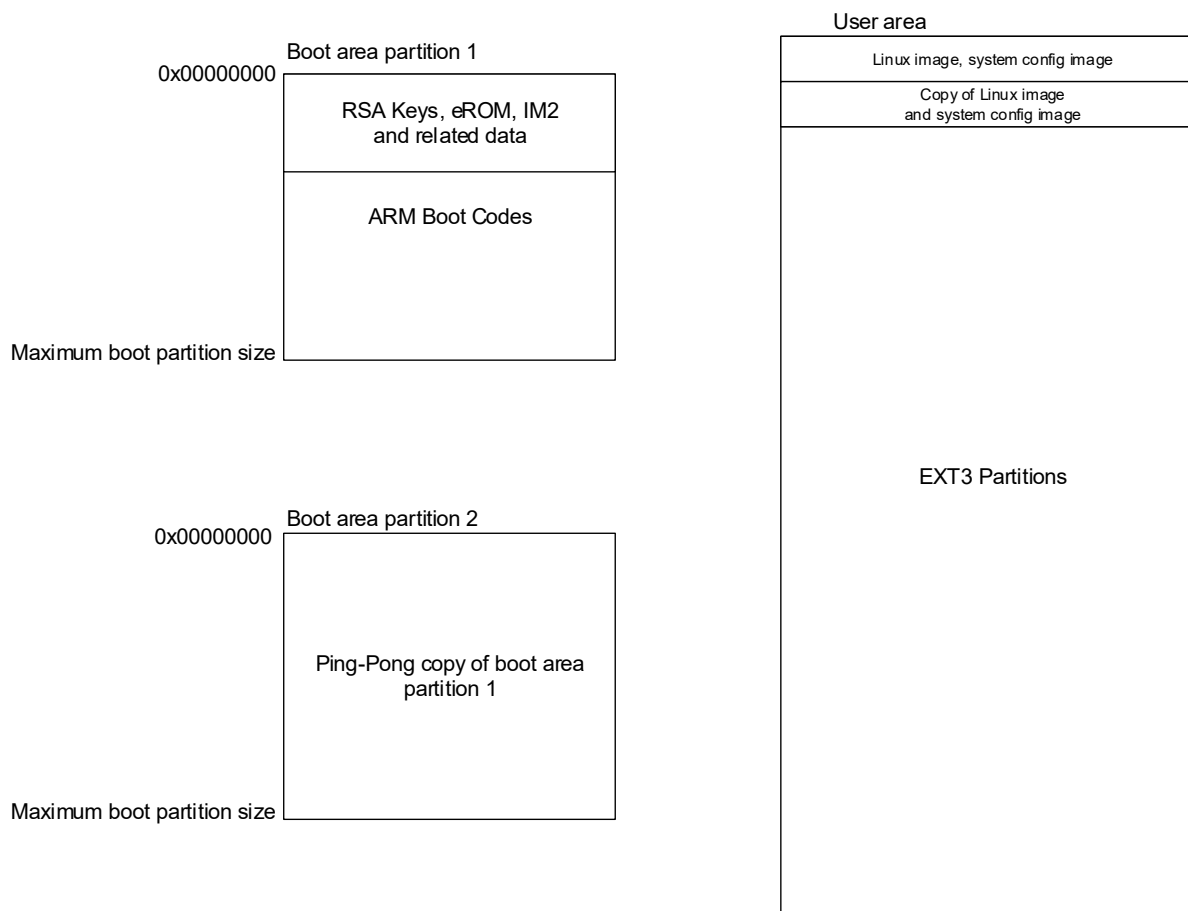 Boot area partition 1
0x00000000
RSA Keys, eROM, IM2
and related data
ARM Boot Codes
Maximum boot partition size
Boot area partition 2
0x00000000
Ping-Pong copy of boot area
partition 1
Maximum boot partition size
User area
Linux image, system config image
Copy of Linux image
and system config image
EXT3 Partitions